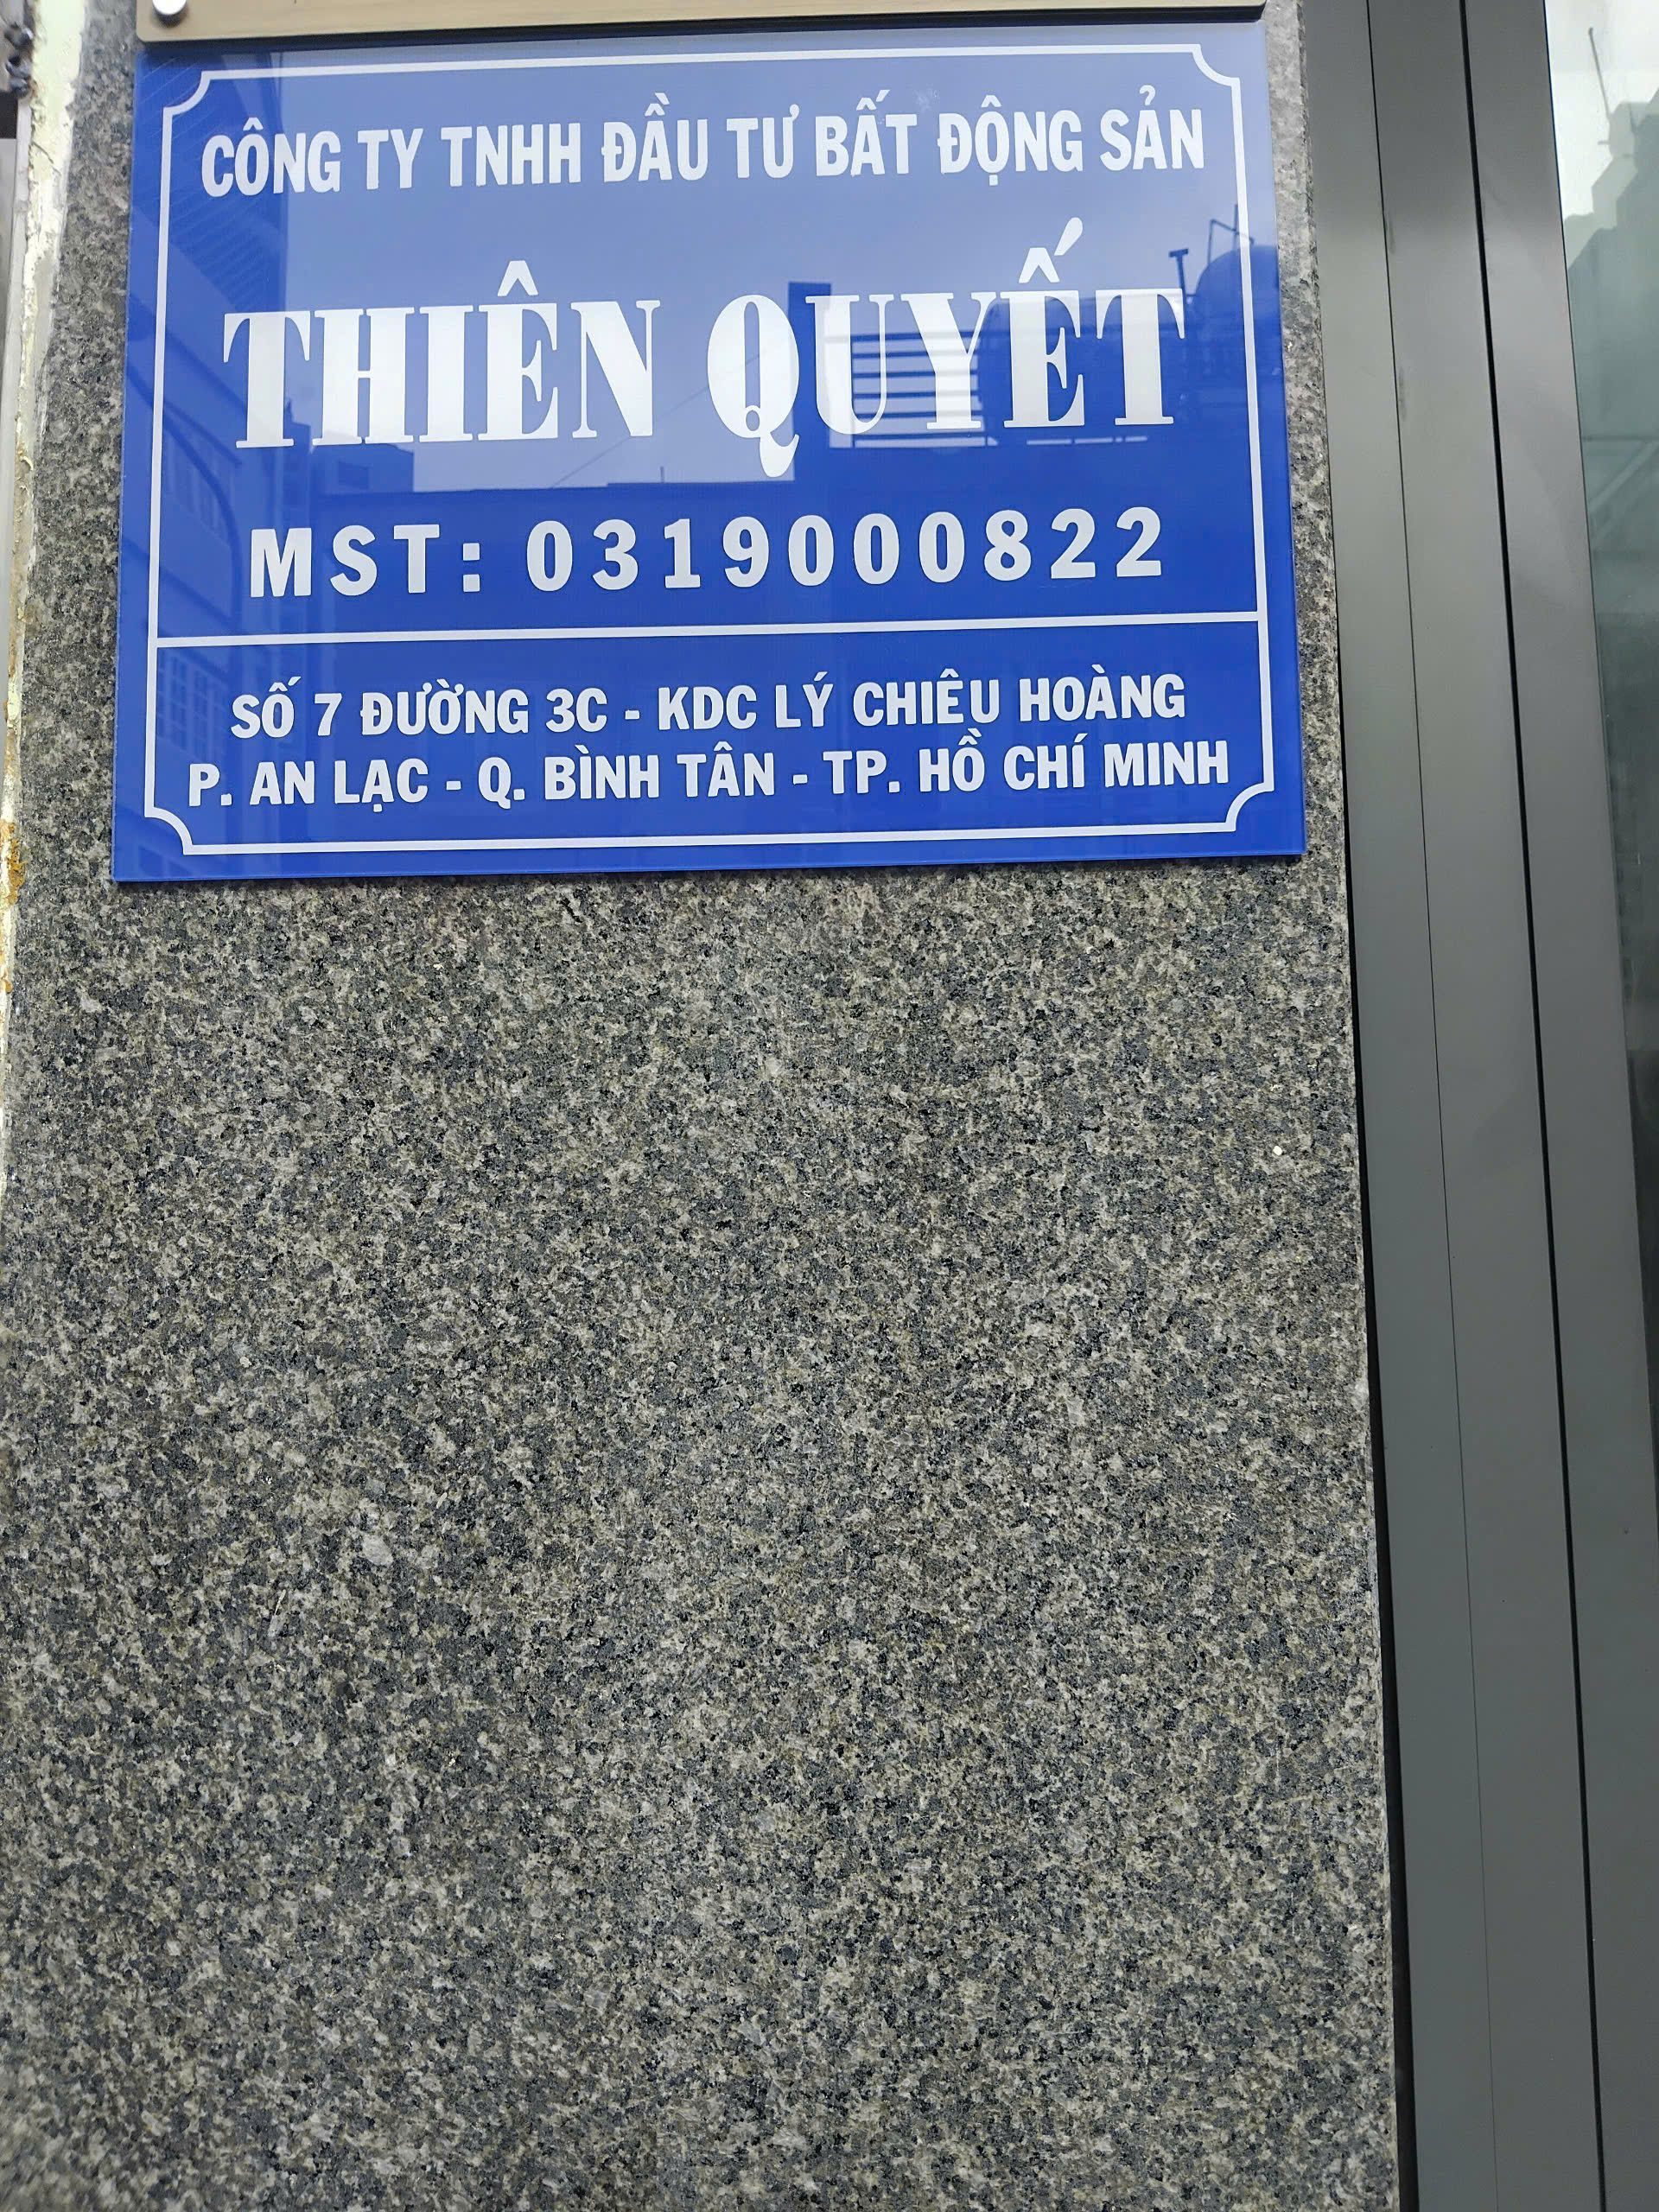 CÔNG TY TNHH ĐẦU TƯ BẤT ĐỘNG SẢN
THIÊN QUYẾT
MST: 0319000822
SỐ 7 ĐƯỜNG 3C - KDC LÝ CHIÊU HOÀNG
P. AN LẠC - Q. BÌNH TÂN - TP. HỒ CHÍ MINH